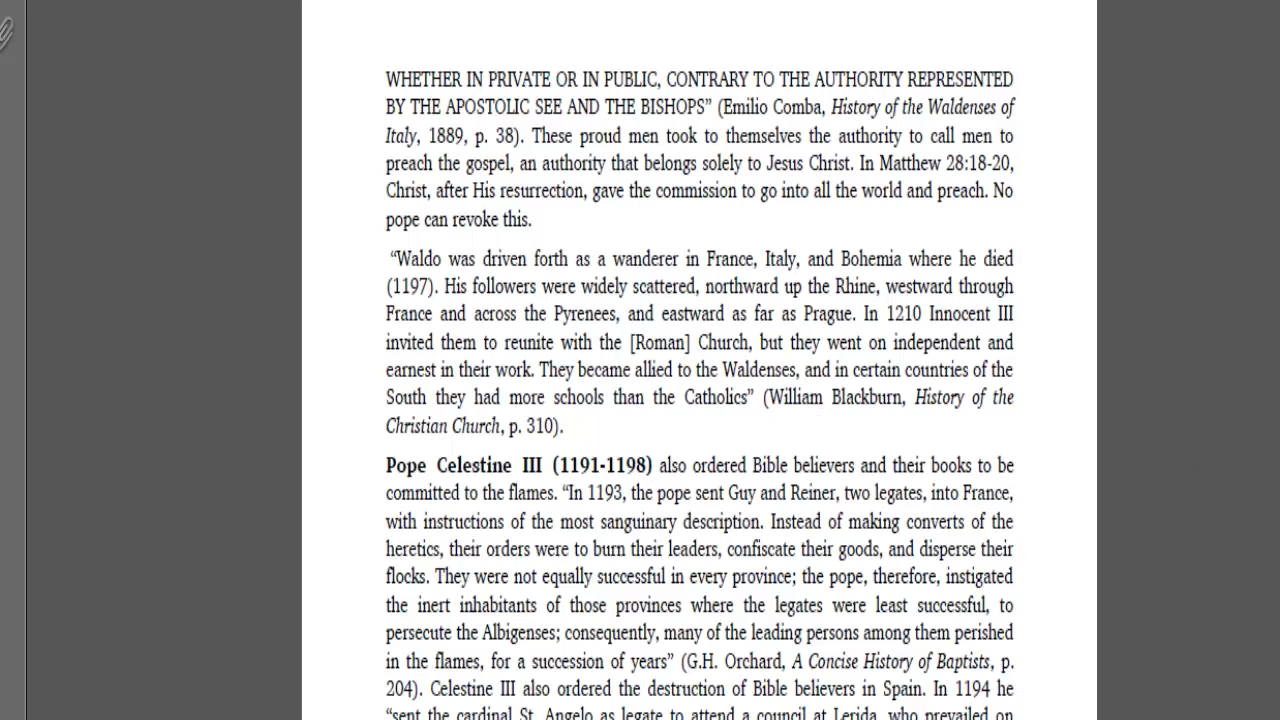 WHETHER IN PRIVATE OR IN PUBLIC, CONTRARY TO THE AUTHORITY REPRESENTED
BY THE APOSTOLIC SEE AND THE BISHOPS” (Emilio Comba, History of the Waldenses of
Italy, 1889, p. 38). These proud men took to themselves the authority to call men to
preach the gospel, an authority that belongs solely to Jesus Christ. In Matthew 28:18-20,
Christ, after His resurrection, gave the commission to go into all the world and preach. No
pope can revoke this.
“Waldo was driven forth as a wanderer in France, Italy, and Bohemia where he died
(1197). His followers were widely scattered, northward up the Rhine, westward through
France and across the Pyrenees, and eastward as far as Prague. In 1210 Innocent III
invited them to reunite with the [Roman] Church, but they went on independent and
earnest in their work. They became allied to the Waldenses, and in certain countries of the
South they had more schools than the Catholics” (William Blackburn, History of the
Christian Church, p. 310).
Pope Celestine III (1191-1198) also ordered Bible believers and their books to be
committed to the flames. “In 1193, the pope sent Guy and Reiner, two legates, into France,
with instructions of the most sanguinary description. Instead of making converts of the
heretics, their orders were to burn their leaders, confiscate their goods, and disperse their
flocks. They were not equally successful in every province; the pope, therefore, instigated
the inert inhabitants of those provinces where the legates were least successful, to
persecute the Albigenses; consequently, many of the leading persons among them perished
in the flames, for a succession of years” (G.H. Orchard, A Concise History of Baptists, p.
204). Celestine III also ordered the destruction of Bible believers in Spain. In 1194 he
“sent the cardinal St. Angelo as legate to attend a council at Lerida, who prevailed on